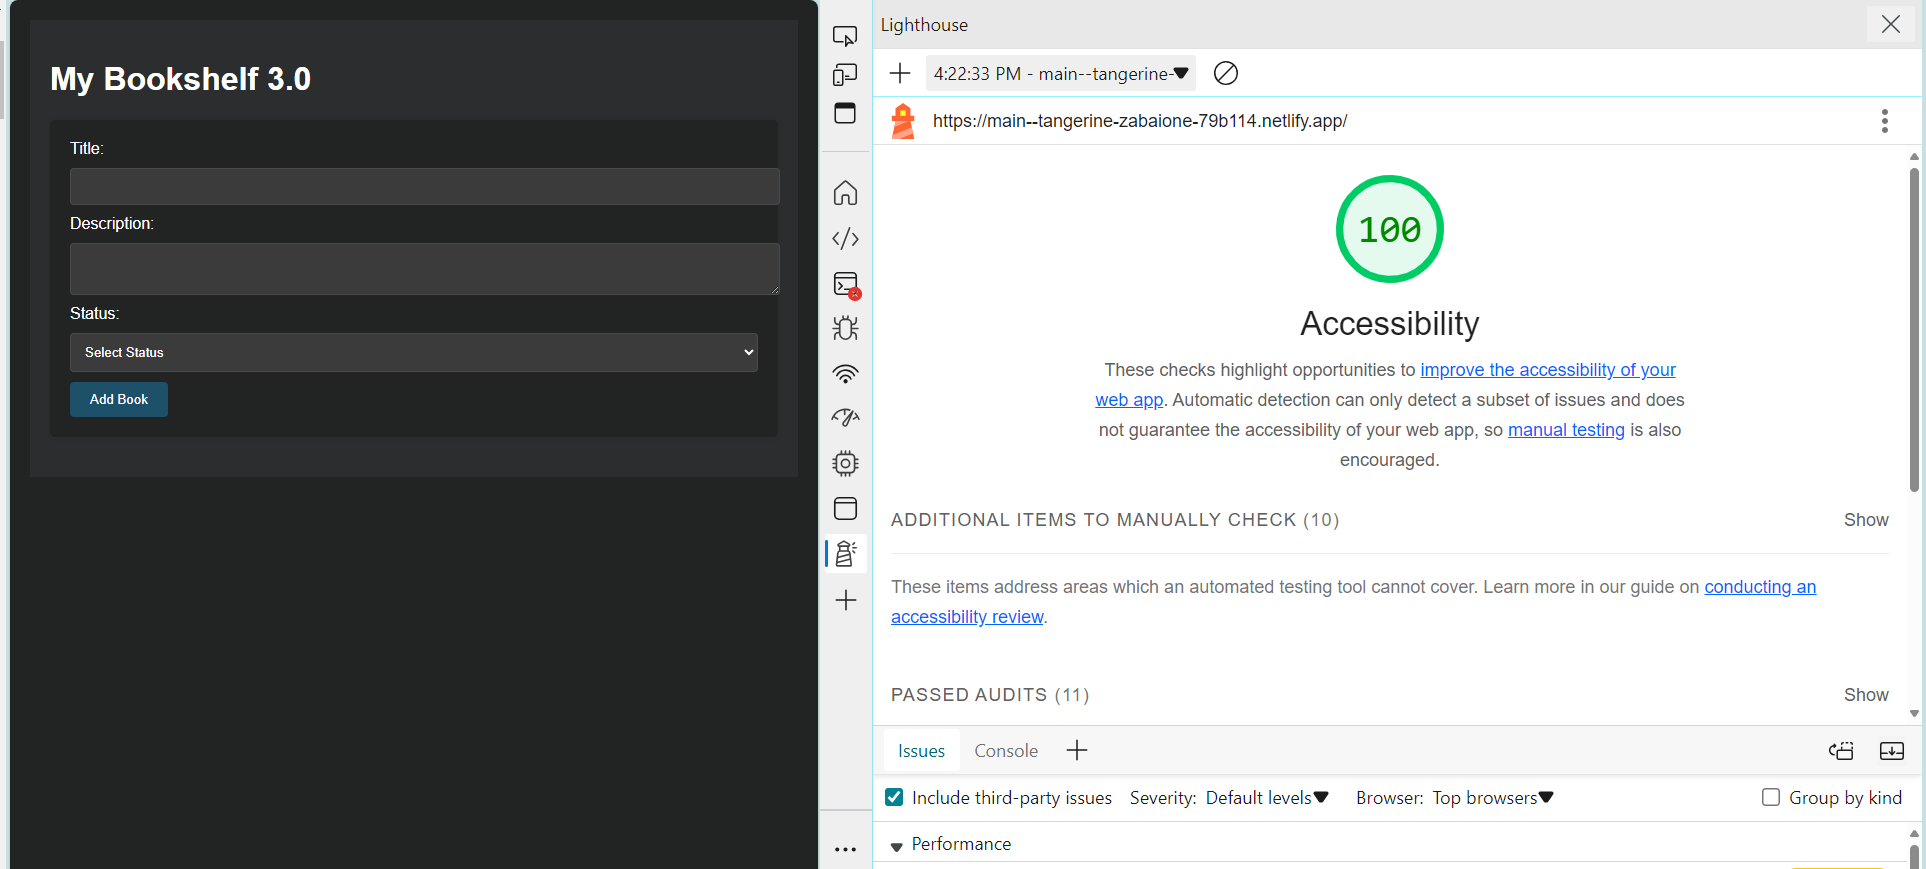 My Bookshelf 3.0
Title:
Description:
Status:
Select Status
Add Book
Lighthouse
4:22:33 PM - main--tangerine-
https://main--tangerine-zabaione-79b114.netlify.app/
100
Accessibility
These checks highlight opportunities to improve the accessibility of your
web app. Automatic detection can only detect a subset of issues and does
not guarantee the accessibility of your web app, so manual testing is also
encouraged.
ADDITIONAL ITEMS TO MANUALLY CHECK (10) Show
These items address areas which an automated testing tool cannot cover. Learn more in our guide on conducting an
accessibility review.
PASSED AUDITS (11) Show
Issues Console
Include third-party issues Severity: Default levels Browser: Top browsers Group by kind
Performance